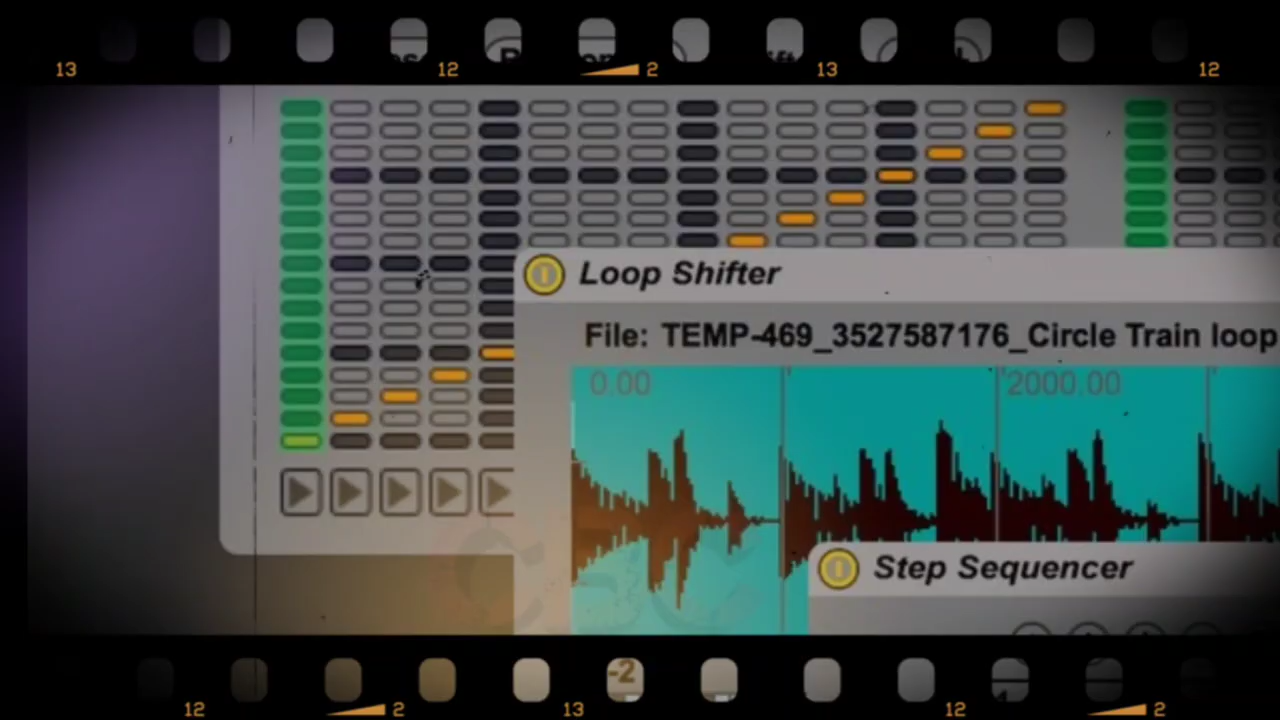 13 12 2 13 12
Loop Shifter
File: TEMP-469_3527587176_Circle Train loop
0.00 2000.00
Step Sequencer
-2
12 2 13 12 2